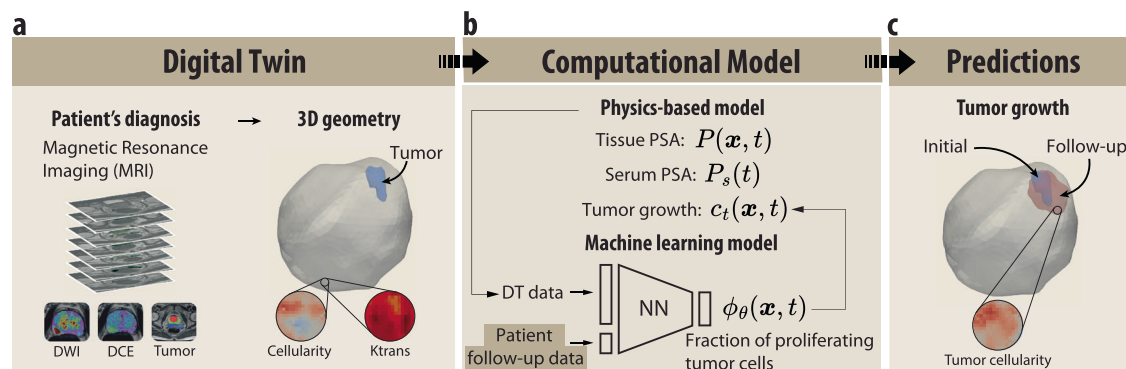 a
Digital Twin
Patient's diagnosis
3D geometry
Magnetic Resonance
Imaging (MRI)
Tumor
DWI
DCE
Tumor
Cellularity
Ktrans
b
Computational Model
Physics-based model
Tissue PSA: P(x, t)
Serum PSA: Pₛ(t)
Tumor growth: cₜ(x, t)
Machine learning model
DT data
NN
ϕ_θ(x, t)
Patient
follow-up data
Fraction of proliferating
tumor cells
c
Predictions
Tumor growth
Initial
Follow-up
Tumor cellularity